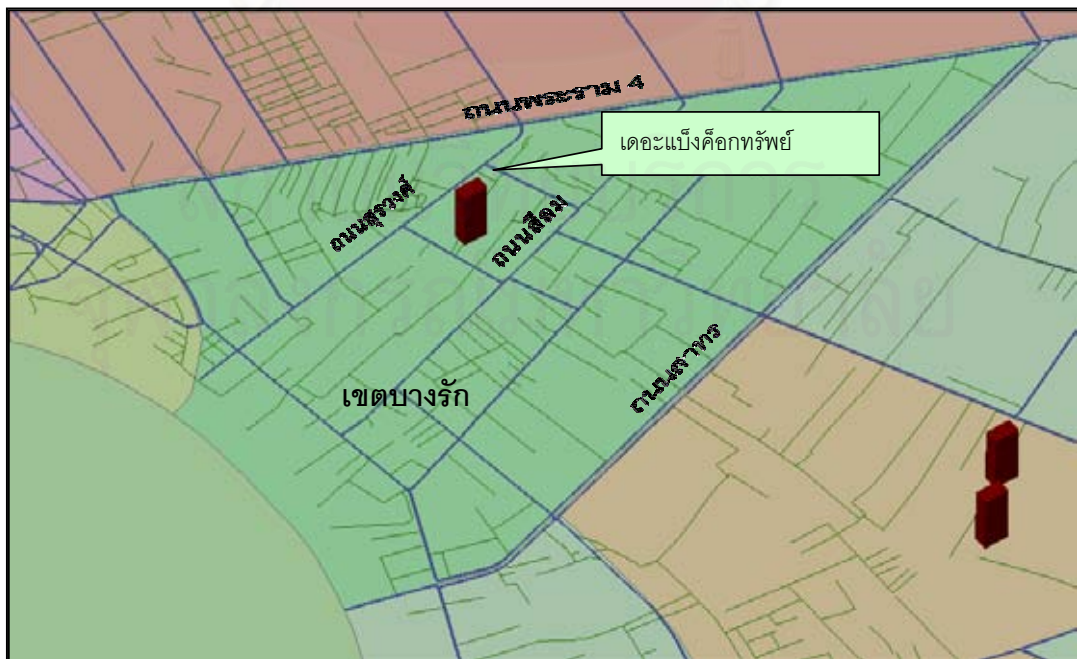 ถนนพระราม 4
เดอะแบ็งค็อกทรัพย์
ถนนสุรวงศ์
ถนนสีลม
ถนนสาทร
เขตบางรัก